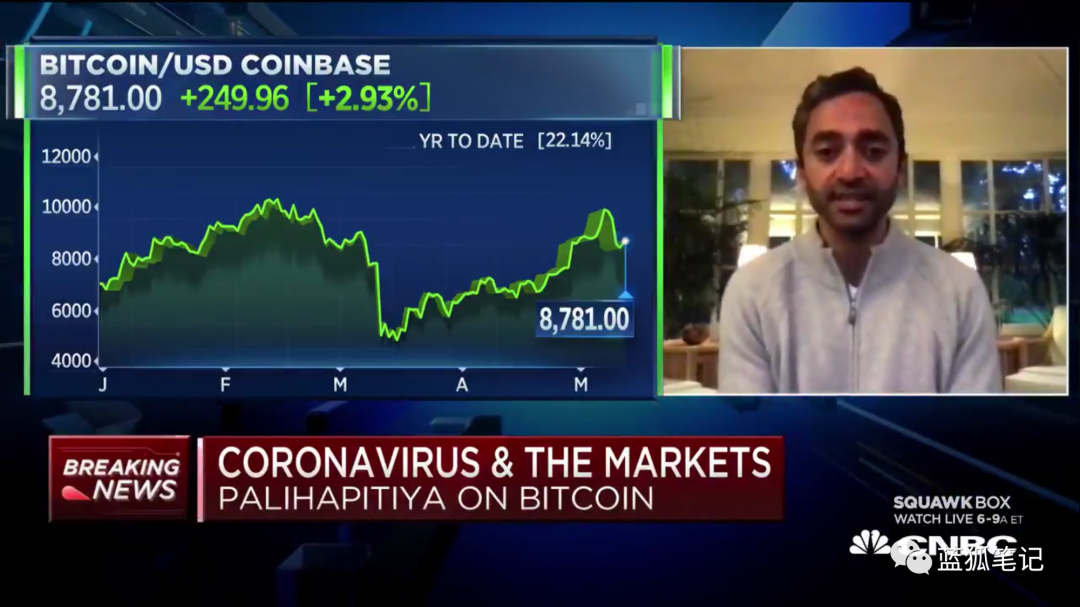 BITCOIN/USD COINBASE
8,781.00 +249.96 [+2.93%]
YR TO DATE [22.14%]
12000
10000
8000
6000
4000
8,781.00
J F M A M
BREAKING
NEWS
CORONAVIRUS & THE MARKETS
PALIHAPITIYA ON BITCOIN
SQUAWK BOX
WATCH LIVE 6-9A ET
CNBC
蓝狐笔记